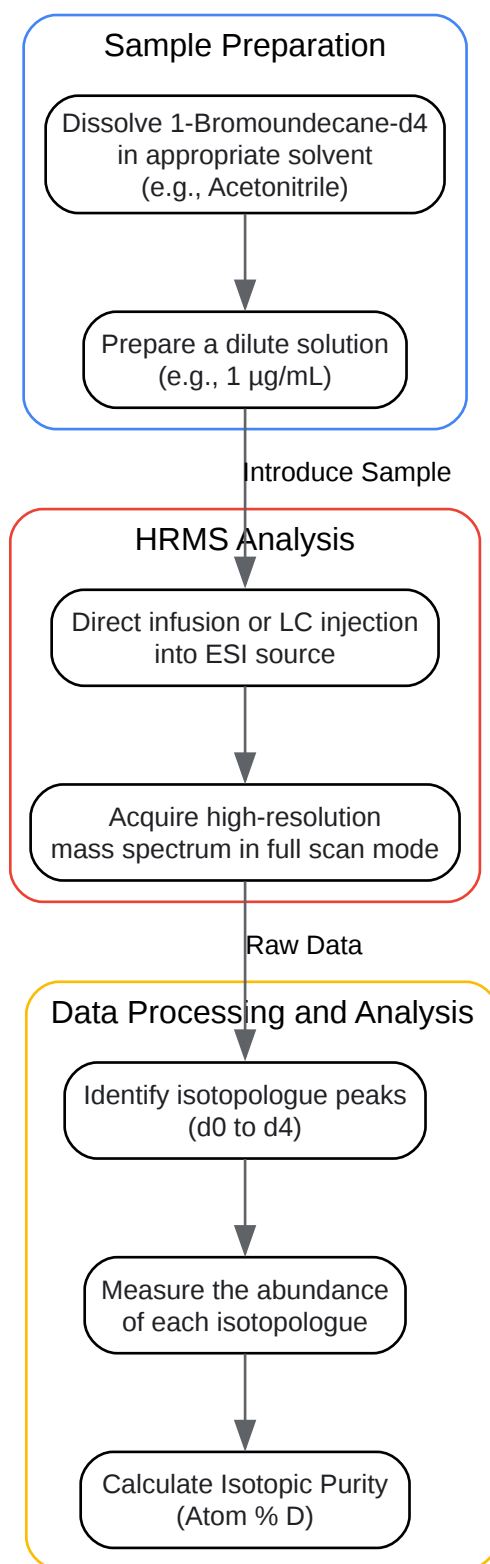 Sample Preparation
Dissolve 1-Bromoundecane-d4
in appropriate solvent
(e.g., Acetonitrile)
Prepare a dilute solution
(e.g., 1 µg/mL)
Introduce Sample
HRMS Analysis
Direct infusion or LC injection
into ESI source
Acquire high-resolution
mass spectrum in full scan mode
Raw Data
Data Processing and Analysis
Identify isotopologue peaks
(d0 to d4)
Measure the abundance
of each isotopologue
Calculate Isotopic Purity
(Atom % D)